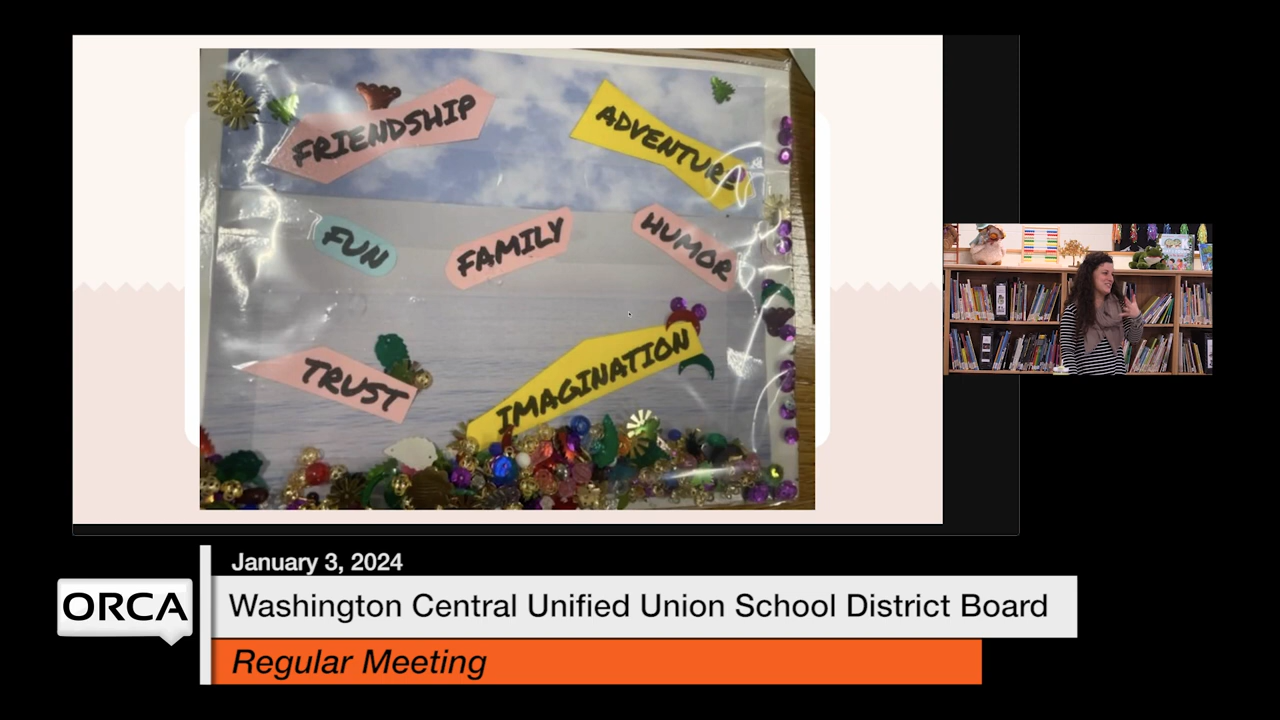 FRIENDSHIP
ADVENTURE
FUN
FAMILY
HUMOR
TRUST
IMAGINATION
January 3, 2024
ORCA
Washington Central Unified Union School District Board
Regular Meeting